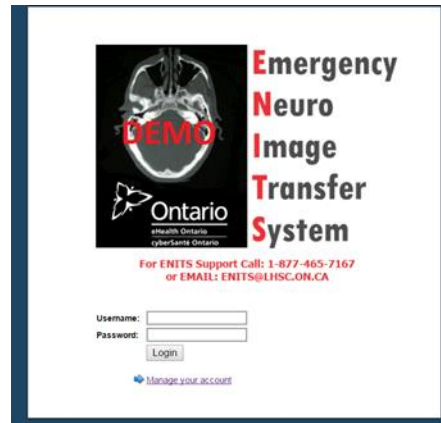 DEMO
Ontario
eHealth Ontario
cyberSanté Ontario
Emergency
Neuro
Image
Transfer
System
For ENITS Support Call: 1-877-465-7167
or EMAIL: ENITS@LHSC.ON.CA
Username:
Password:
Login
Manage your account